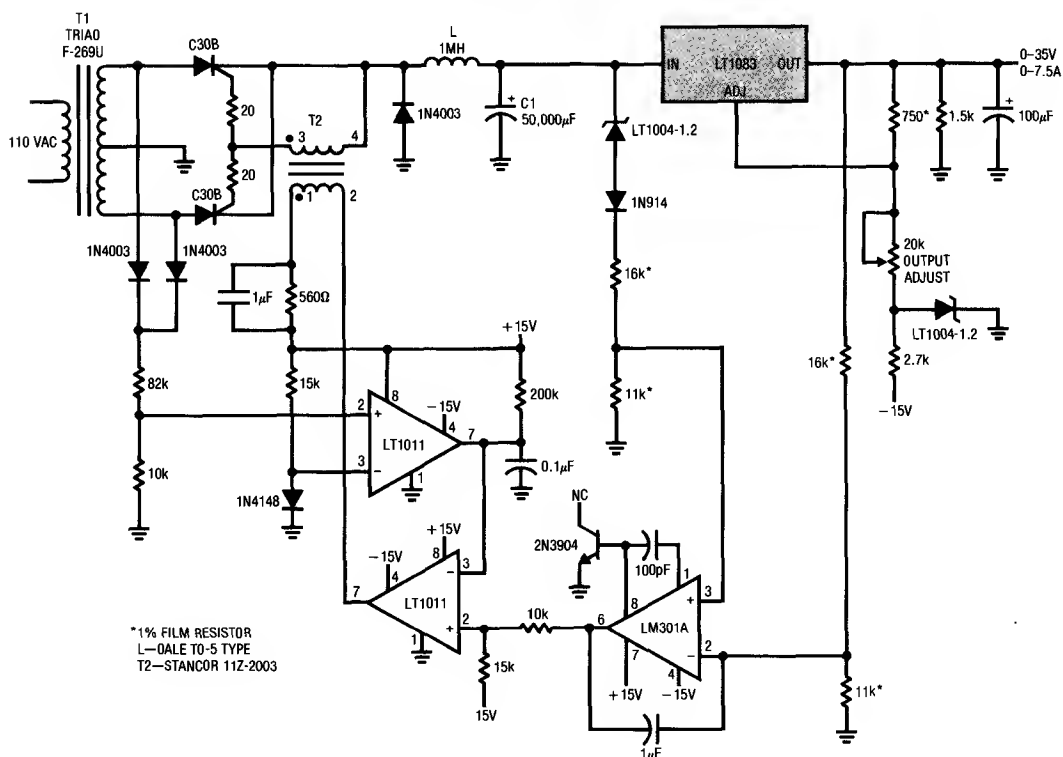 T1
TRIAO
F-269U
110 VAC
C30B
20
20
C30B
T2
3
4
1
2
1N4003
L
1MH
C1
50,000µF
+
IN
LT1083
OUT
ADJ
0–35V
0–7.5A
750*
1.5k
+
100µF
LT1004-1.2
1N914
16k*
11k*
20k
OUTPUT
ADJUST
LT1004-1.2
2.7k
−15V
16k*
11k*
1N4003
1N4003
82k
10k
1µF
560Ω
15k
1N4148
+15V
200k
0.1µF
2
+
8
−15V
4
7
LT1011
3
−
1
+15V
8
−15V
4
3
−
7
LT1011
2
+
1
10k
15k
15V
NC
2N3904
100pF
1
8
3
+
6
LM301A
7
2
−
4
+15V
−15V
1µF
*1% FILM RESISTOR
L—OALE TO-5 TYPE
T2—STANCOR 11Z-2003